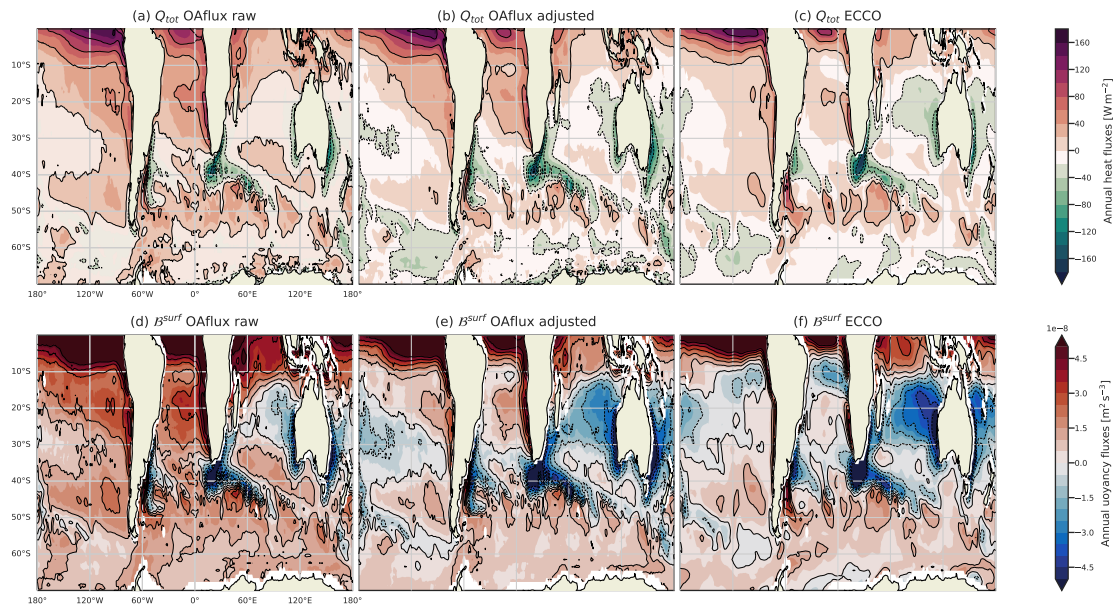 (a) Q_tot OAflux raw
(b) Q_tot OAflux adjusted
(c) Q_tot ECCO
10°S
20°S
30°S
40°S
50°S
60°S
180° 120°W 60°W 0° 60°E 120°E 180°
160
120
80
40
0
−40
−80
−120
−160
Annual heat fluxes [W m⁻²]
(d) ℬ^surf OAflux raw
(e) ℬ^surf OAflux adjusted
(f) ℬ^surf ECCO
10°S
20°S
30°S
40°S
50°S
60°S
180° 120°W 60°W 0° 60°E 120°E 180°
1e−8
4.5
3.0
1.5
0.0
−1.5
−3.0
−4.5
Annual uoyancy fluxes [m² s⁻³]